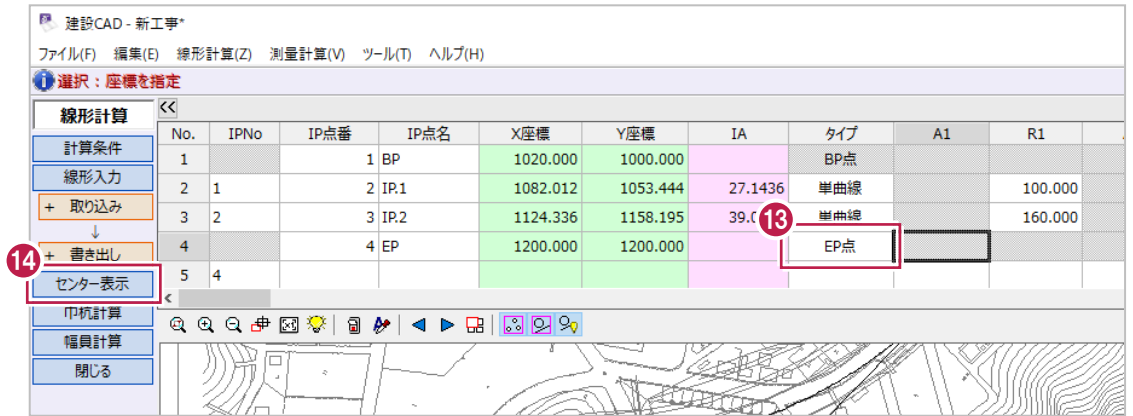 建設CAD - 新工事*
ファイル(F) 編集(E) 線形計算(Z) 測量計算(V) ツール(T) ヘルプ(H)
選択：座標を指定
線形計算
計算条件
線形入力
+ 取り込み
↓
+ 書き出し
14
センター表示
巾杭計算
幅員計算
閉じる
<<
No. IPNo IP点番 IP点名 X座標 Y座標 IA タイプ A1 R1
1 1 BP 1020.000 1000.000 BP点
2 1 2 IP.1 1082.012 1053.444 27.1436 単曲線 100.000
3 2 3 IP.2 1124.336 1158.195 39.0 単曲線 160.000
13
4 4 EP 1200.000 1200.000 EP点
5 4